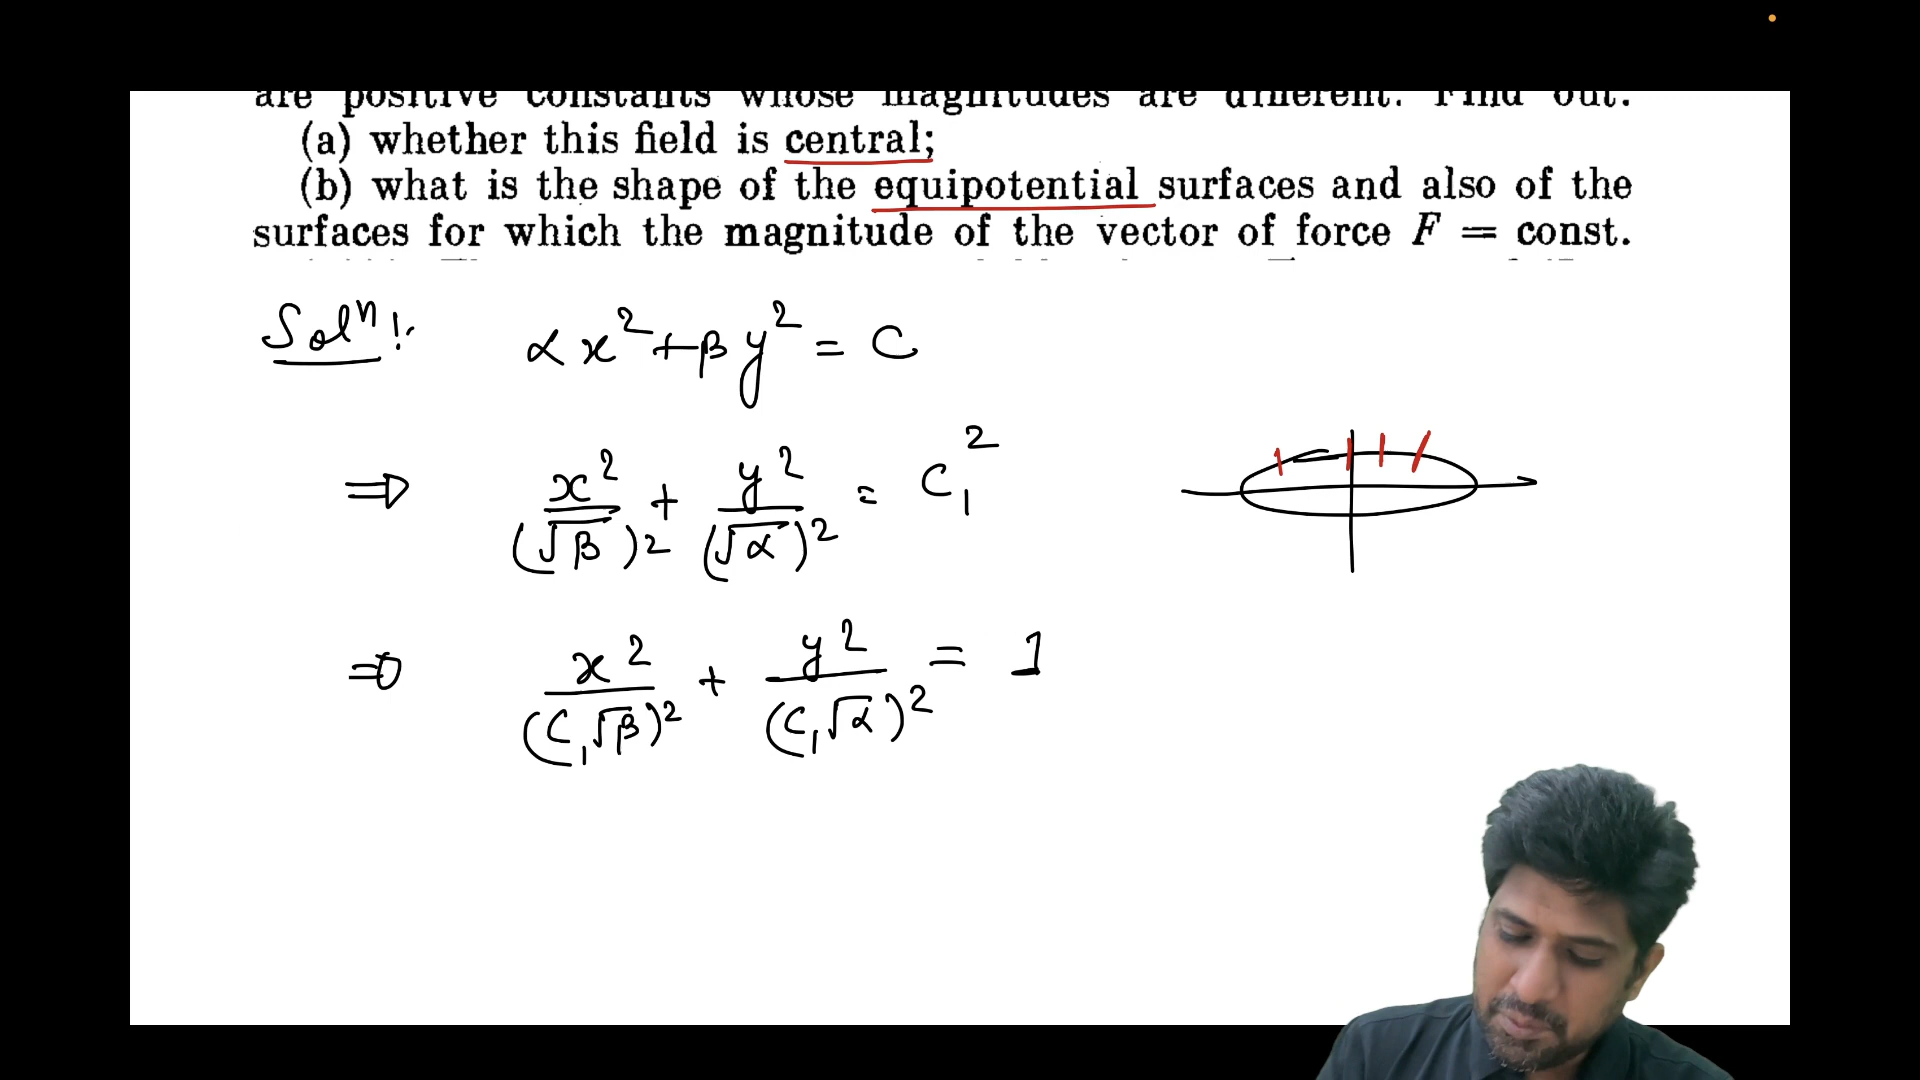 (a) whether this field is central;
(b) what is the shape of the equipotential surfaces and also of the
surfaces for which the magnitude of the vector of force F = const.
Solⁿ:- αx² + βy² = C
⇒ x²/(√β)² + y²/(√α)² = C₁²
⇒ x²/(C₁√β)² + y²/(C₁√α)² = 1